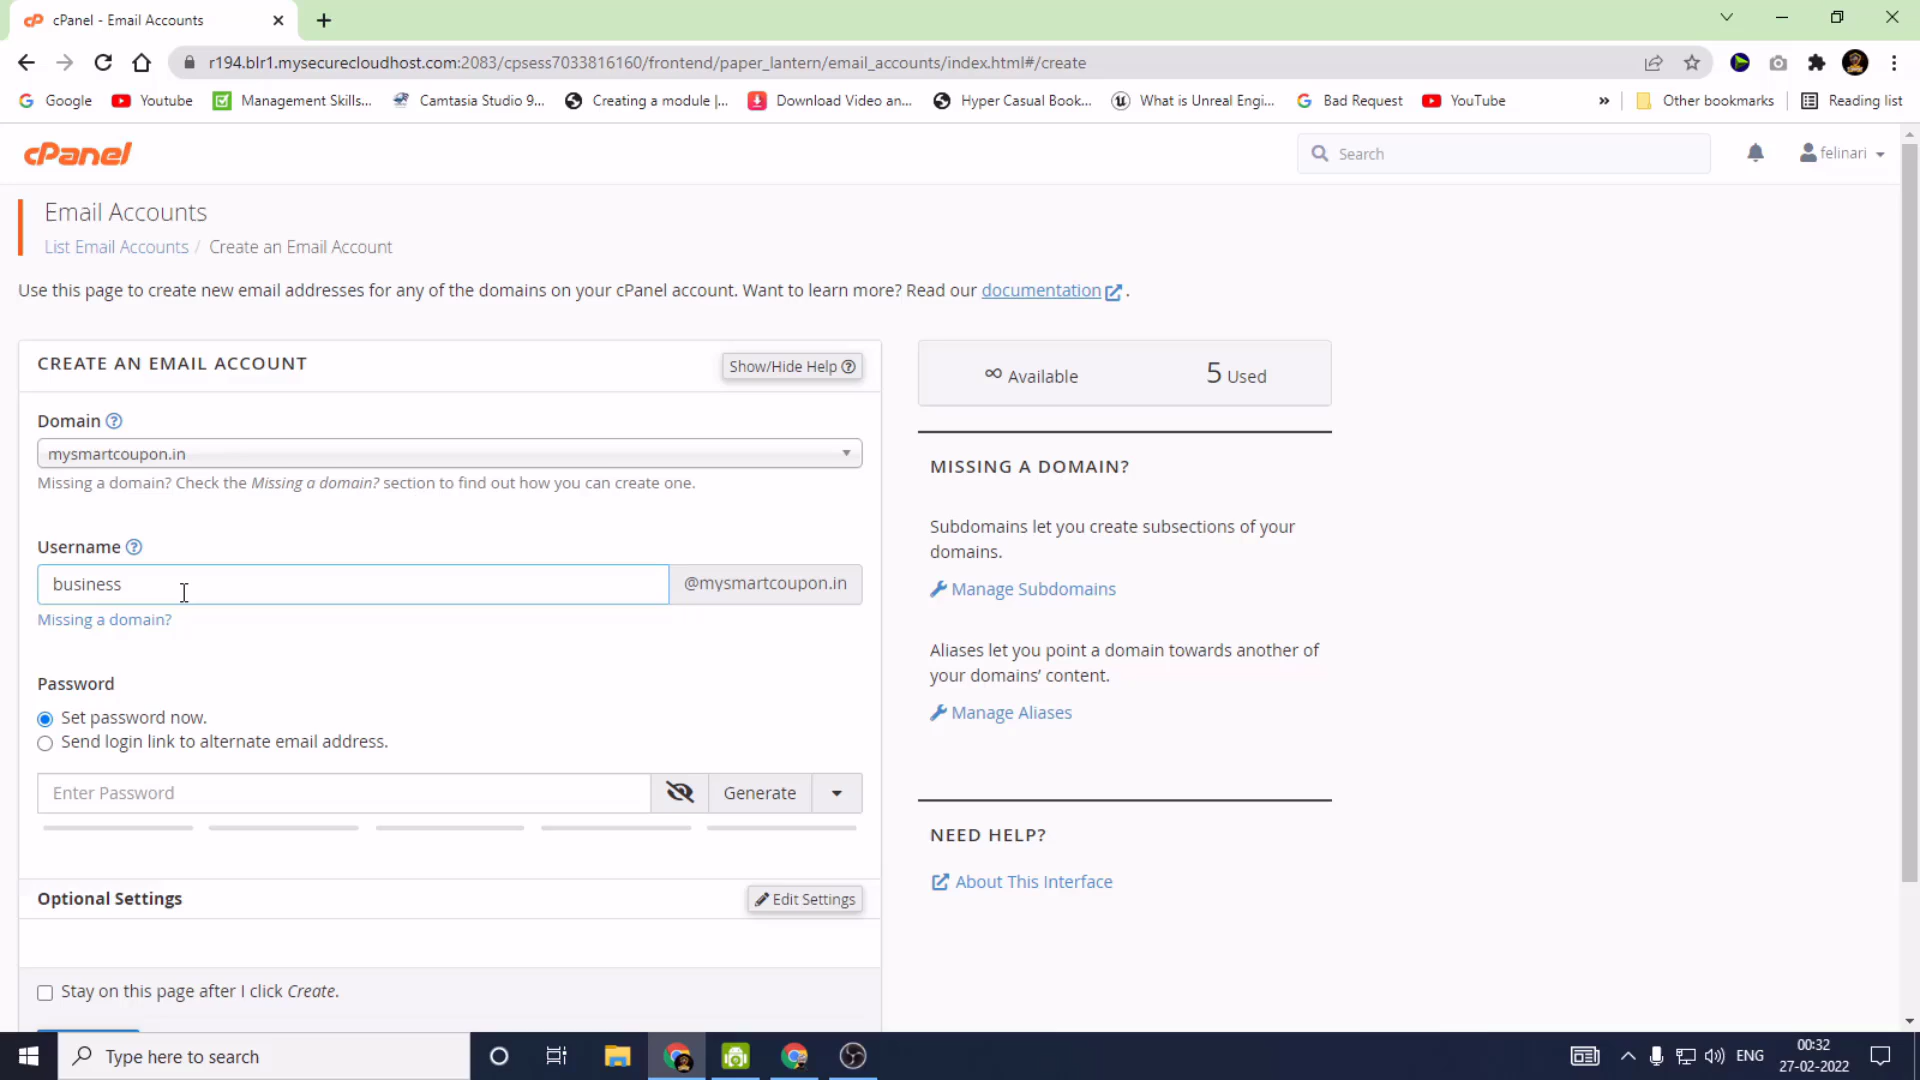 cPanel - Email Accounts
r194.blr1.mysecurecloudhost.com:2083/cpsess7033816160/frontend/paper_lantern/email_accounts/index.html#/create
Google
Youtube
Management Skills...
Camtasia Studio 9...
Creating a module |...
Download Video an...
Hyper Casual Book...
What is Unreal Engi...
Bad Request
YouTube
»
Other bookmarks
Reading list
cPanel
Search
felinari
Email Accounts
List Email Accounts / Create an Email Account
Use this page to create new email addresses for any of the domains on your cPanel account. Want to learn more? Read our documentation .
CREATE AN EMAIL ACCOUNT
Show/Hide Help
Domain
mysmartcoupon.in
Missing a domain? Check the Missing a domain? section to find out how you can create one.
Username
business
@mysmartcoupon.in
Missing a domain?
Password
Set password now.
Send login link to alternate email address.
Enter Password
Generate
Optional Settings
Edit Settings
Stay on this page after I click Create.
∞ Available
5 Used
MISSING A DOMAIN?
Subdomains let you create subsections of your
domains.
Manage Subdomains
Aliases let you point a domain towards another of
your domains’ content.
Manage Aliases
NEED HELP?
About This Interface
Type here to search
ENG
00:32
27-02-2022